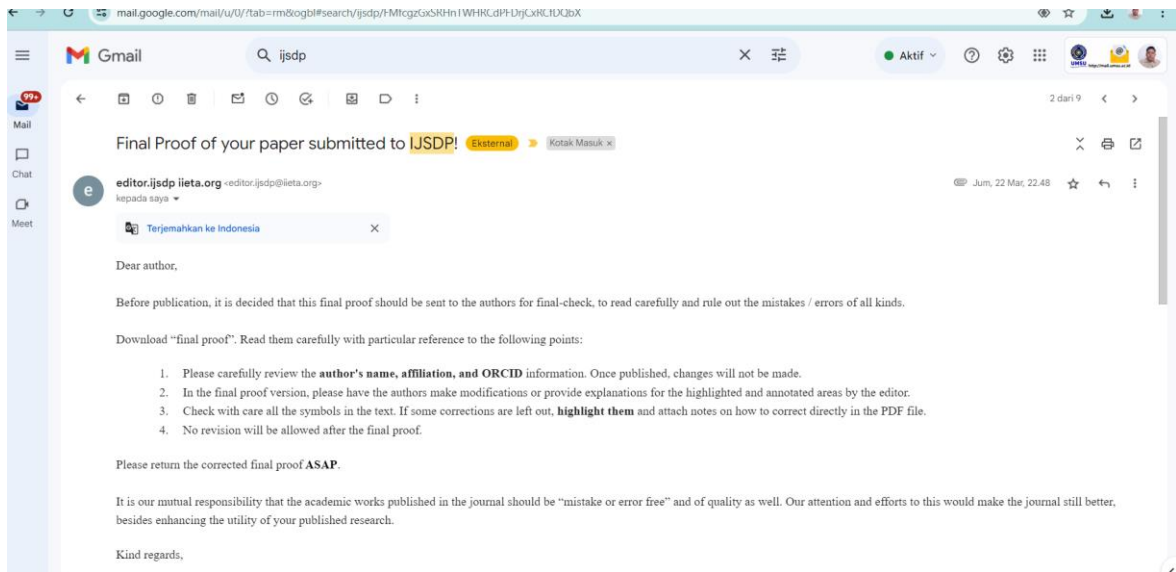 mail.google.com/mail/u/0/?tab=rm&ogbl#search/ijsdp/FMfcgzGxSRHnTWHRCdPFDrjCxRCfDQbX
Gmail
ijsdp
Aktif
UMSU
99+
Mail
2 dari 9
Final Proof of your paper submitted to IJSDP! Eksternal Kotak Masuk ×
Chat
e
editor.ijsdp iieta.org <editor.ijsdp@iieta.org>
Jum, 22 Mar, 22.48
kepada saya
Meet
Terjemahkan ke Indonesia
Dear author,
Before publication, it is decided that this final proof should be sent to the authors for final-check, to read carefully and rule out the mistakes / errors of all kinds.
Download “final proof”. Read them carefully with particular reference to the following points:
1. Please carefully review the author's name, affiliation, and ORCID information. Once published, changes will not be made.
2. In the final proof version, please have the authors make modifications or provide explanations for the highlighted and annotated areas by the editor.
3. Check with care all the symbols in the text. If some corrections are left out, highlight them and attach notes on how to correct directly in the PDF file.
4. No revision will be allowed after the final proof.
Please return the corrected final proof ASAP.
It is our mutual responsibility that the academic works published in the journal should be “mistake or error free” and of quality as well. Our attention and efforts to this would make the journal still better,
besides enhancing the utility of your published research.
Kind regards,